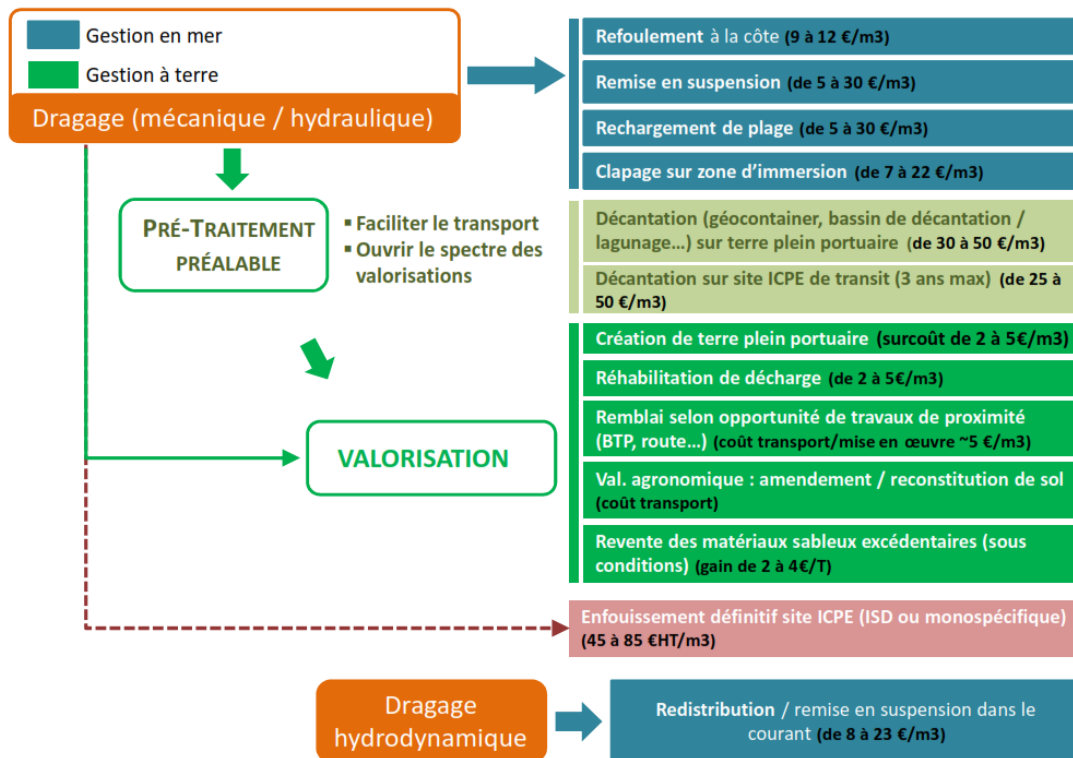 Gestion en mer
Gestion à terre
Dragage (mécanique / hydraulique)
Refoulement à la côte (9 à 12 €/m3)
Remise en suspension (de 5 à 30 €/m3)
Rechargement de plage (de 5 à 30 €/m3)
Clapage sur zone d’immersion (de 7 à 22 €/m3)
PRÉ-TRAITEMENT
PRÉALABLE
▪ Faciliter le transport
▪ Ouvrir le spectre des
valorisations
Décantation (géocontainer, bassin de décantation /
lagunage…) sur terre plein portuaire (de 30 à 50 €/m3)
Décantation sur site ICPE de transit (3 ans max) (de 25 à
50 €/m3)
VALORISATION
Création de terre plein portuaire (surcoût de 2 à 5€/m3)
Réhabilitation de décharge (de 2 à 5€/m3)
Remblai selon opportunité de travaux de proximité
(BTP, route…) (coût transport/mise en œuvre ~5 €/m3)
Val. agronomique : amendement / reconstitution de sol
(coût transport)
Revente des matériaux sableux excédentaires (sous
conditions) (gain de 2 à 4€/T)
Enfouissement définitif site ICPE (ISD ou monospécifique)
(45 à 85 €HT/m3)
Dragage
hydrodynamique
Redistribution / remise en suspension dans le
courant (de 8 à 23 €/m3)